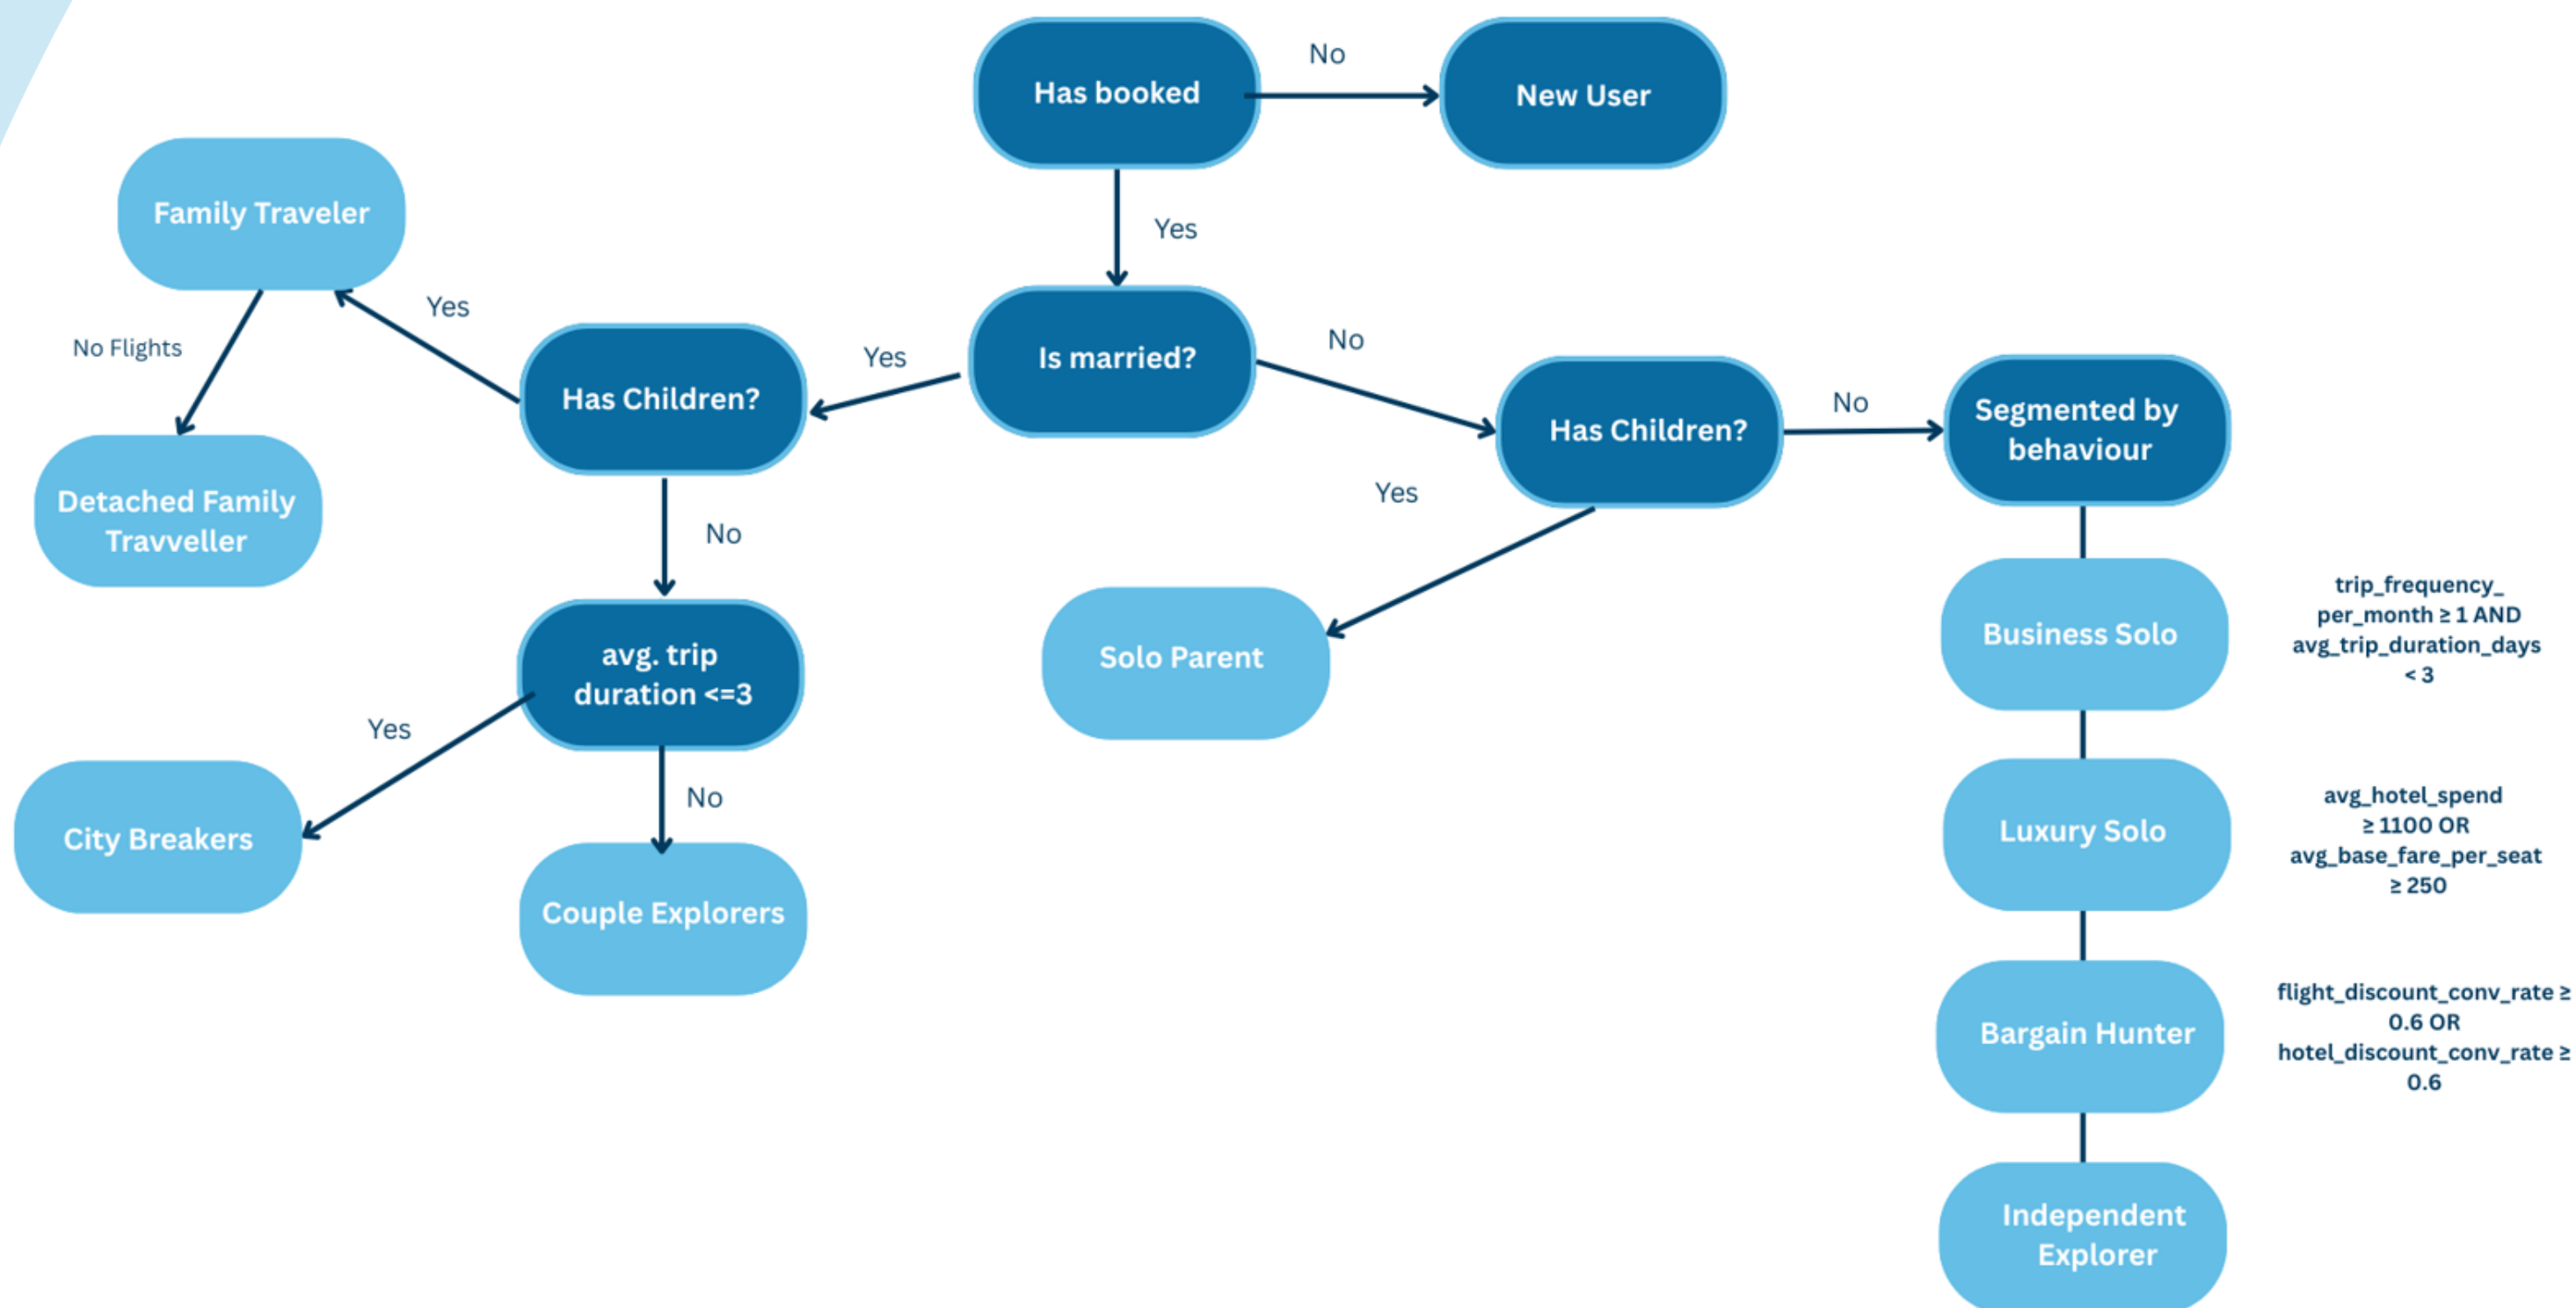 Has booked
No
New User
Yes
Is married?
Yes
Has Children?
Yes
Family Traveler
No Flights
Detached Family
Travveller
No
avg. trip
duration <=3
Yes
City Breakers
No
Couple Explorers
No
Has Children?
Yes
Solo Parent
No
Segmented by
behaviour
Business Solo
trip_frequency_
per_month ≥ 1 AND
avg_trip_duration_days
< 3
Luxury Solo
avg_hotel_spend
≥ 1100 OR
avg_base_fare_per_seat
≥ 250
Bargain Hunter
flight_discount_conv_rate ≥
0.6 OR
hotel_discount_conv_rate ≥
0.6
Independent
Explorer